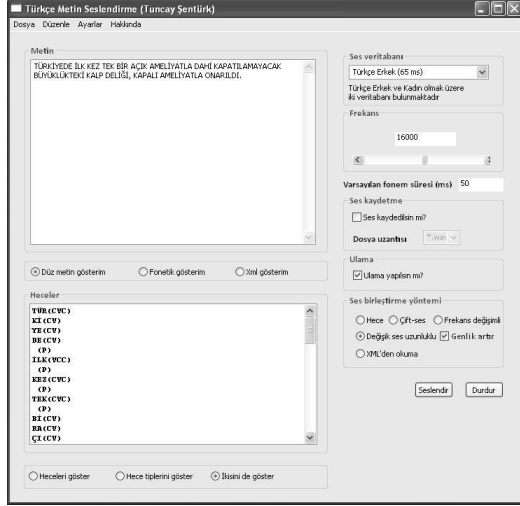 Türkçe Metin Seslendirme (Tuncay Şentürk)
Dosya Düzenle Ayarlar Hakkında
Metin
TÜRKİYEDE İLK KEZ TEK BİR AÇIK AMELİYATLA DAHİ KAPATILAMAYACAK
BÜYÜKLÜKTEKİ KALP DELİĞİ, KAPALI AMELİYATLA ONARILDI.
Düz metin gösterim Fonetik gösterim Xml gösterim
Heceler
TÜR(CVC)
Kİ(CV)
YE(CV)
DE(CV)
(P)
İLK(VCC)
(P)
KEZ(CVC)
(P)
TEK(CVC)
(P)
Bİ(CV)
RA(CV)
ÇI(CV)
Heceleri göster Hece tiplerini göster İkisini de göster
Ses veritabanı
Türkçe Erkek (65 ms)
Türkçe Erkek ve Kadın olmak üzere
iki veritabanı bulunmaktadır
Frekans
16000
Varsayılan fonem süresi (ms) 50
Ses kaydetme
Ses kaydedilsin mi?
Dosya uzantısı *.wav
Ulama
Ulama yapılsın mı?
Ses birleştirme yöntemi
Hece Çift-ses Frekans değişimli
Değişik ses uzunluklu Genlik artır
XML'den okuma
Seslendir Durdur